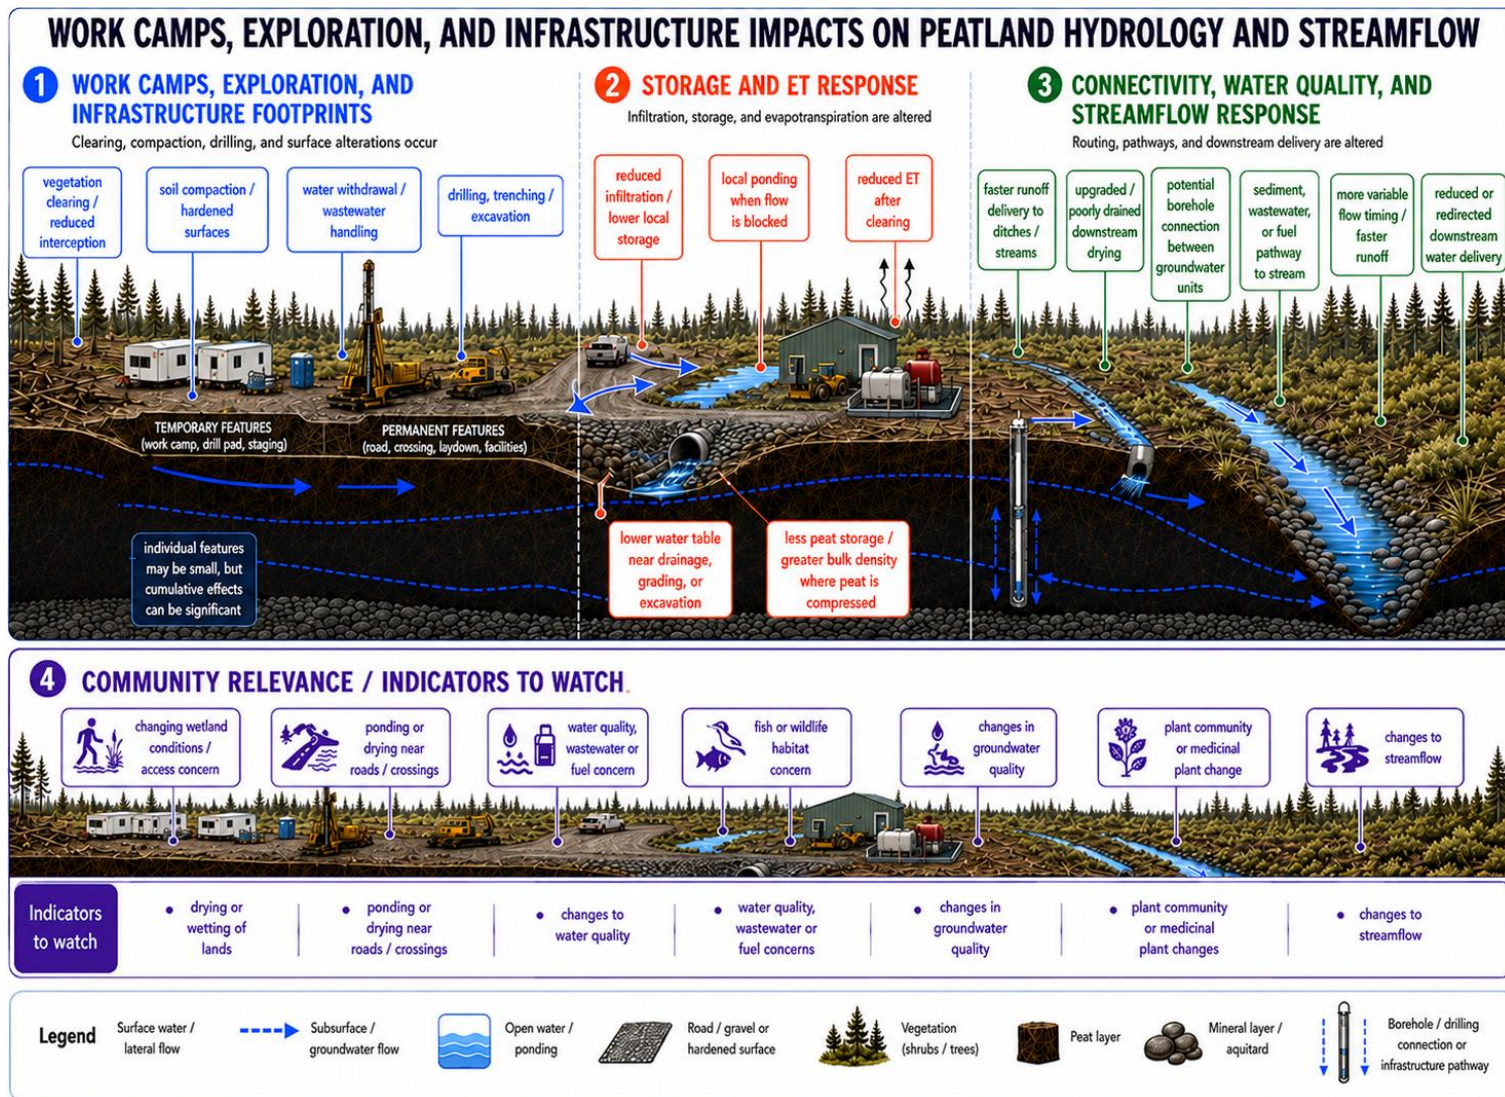 WORK CAMPS, EXPLORATION, AND INFRASTRUCTURE IMPACTS ON PEATLAND HYDROLOGY AND STREAMFLOW
1
WORK CAMPS, EXPLORATION, AND
INFRASTRUCTURE FOOTPRINTS
Clearing, compaction, drilling, and surface alterations occur
vegetation
clearing /
reduced
interception
soil compaction /
hardened
surfaces
water withdrawal /
wastewater
handling
drilling, trenching /
excavation
TEMPORARY FEATURES
(work camp, drill pad, staging)
PERMANENT FEATURES
(road, crossing, laydown, facilities)
individual features
may be small, but
cumulative effects
can be significant
2
STORAGE AND ET RESPONSE
Infiltration, storage, and evapotranspiration are altered
reduced
infiltration /
lower local
storage
local ponding
when flow
is blocked
reduced ET
after
clearing
lower water table
near drainage,
grading, or
excavation
less peat storage /
greater bulk density
where peat is
compressed
3
CONNECTIVITY, WATER QUALITY, AND
STREAMFLOW RESPONSE
Routing, pathways, and downstream delivery are altered
faster runoff
delivery to
ditches /
streams
upgraded /
poorly drained
downstream
drying
potential
borehole
connection
between
groundwater
units
sediment,
wastewater,
or fuel
pathway
to stream
more variable
flow timing /
faster
runoff
reduced or
redirected
downstream
water delivery
4
COMMUNITY RELEVANCE / INDICATORS TO WATCH.
changing wetland
conditions /
access concern
ponding or
drying near
roads / crossings
water quality,
wastewater or
fuel concern
fish or wildlife
habitat
concern
changes in
groundwater
quality
plant community
or medicinal
plant change
changes to
streamflow
Indicators
to watch
• drying or
wetting of
lands
• ponding or
drying near
roads / crossings
• changes to
water quality
• water quality,
wastewater or
fuel concerns
• changes in
groundwater
quality
• plant community
or medicinal
plant changes
• changes to
streamflow
Legend
Surface water /
lateral flow
Subsurface /
groundwater flow
Open water /
ponding
Road / gravel or
hardened surface
Vegetation
(shrubs / trees)
Peat layer
Mineral layer /
aquitard
Borehole / drilling
connection or
infrastructure pathway